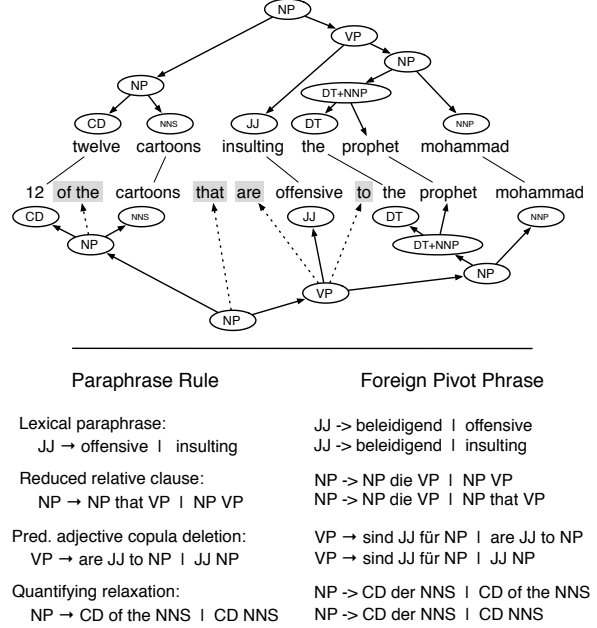 NP
VP
NP NP
DT+NNP
CD NNS JJ DT NNP
twelve cartoons insulting the prophet mohammad
12 of the cartoons that are offensive to the prophet mohammad
CD NNS JJ DT NNP
NP DT+NNP
NP
VP
NP
Paraphrase Rule Foreign Pivot Phrase
Lexical paraphrase: JJ -> beleidigend | offensive
JJ → offensive | insulting JJ -> beleidigend | insulting
Reduced relative clause: NP -> NP die VP | NP VP
NP → NP that VP | NP VP NP -> NP die VP | NP that VP
Pred. adjective copula deletion: VP → sind JJ für NP | are JJ to NP
VP → are JJ to NP | JJ NP VP → sind JJ für NP | JJ NP
Quantifying relaxation: NP -> CD der NNS | CD of the NNS
NP → CD of the NNS | CD NNS NP -> CD der NNS | CD NNS